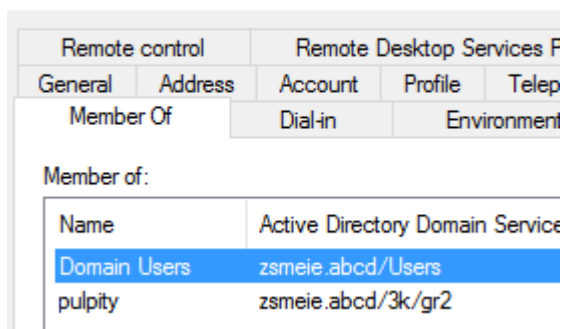 Remote control Remote Desktop Services P
General Address Account Profile Telep
Member Of Dial-in Environment
Member of:
Name Active Directory Domain Service
Domain Users zsmeie.abcd/Users
pulpity zsmeie.abcd/3k/gr2